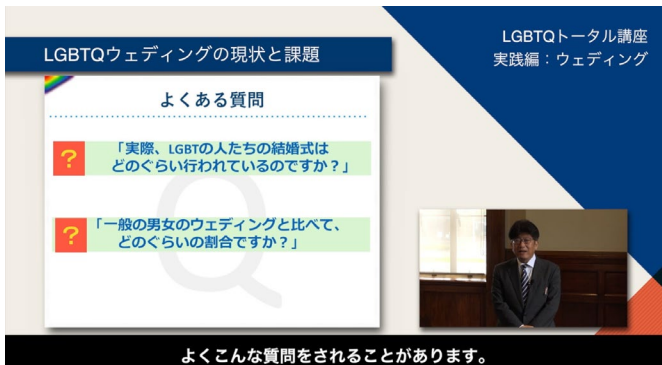 LGBTQトータル講座
実践編：ウェディング
LGBTQウェディングの現状と課題
よくある質問
?
「実際、LGBTの人たちの結婚式は
どのぐらい行われているのですか？」
?
「一般の男女のウェディングと比べて、
どのぐらいの割合ですか？」
Q
よくこんな質問をされることがあります。